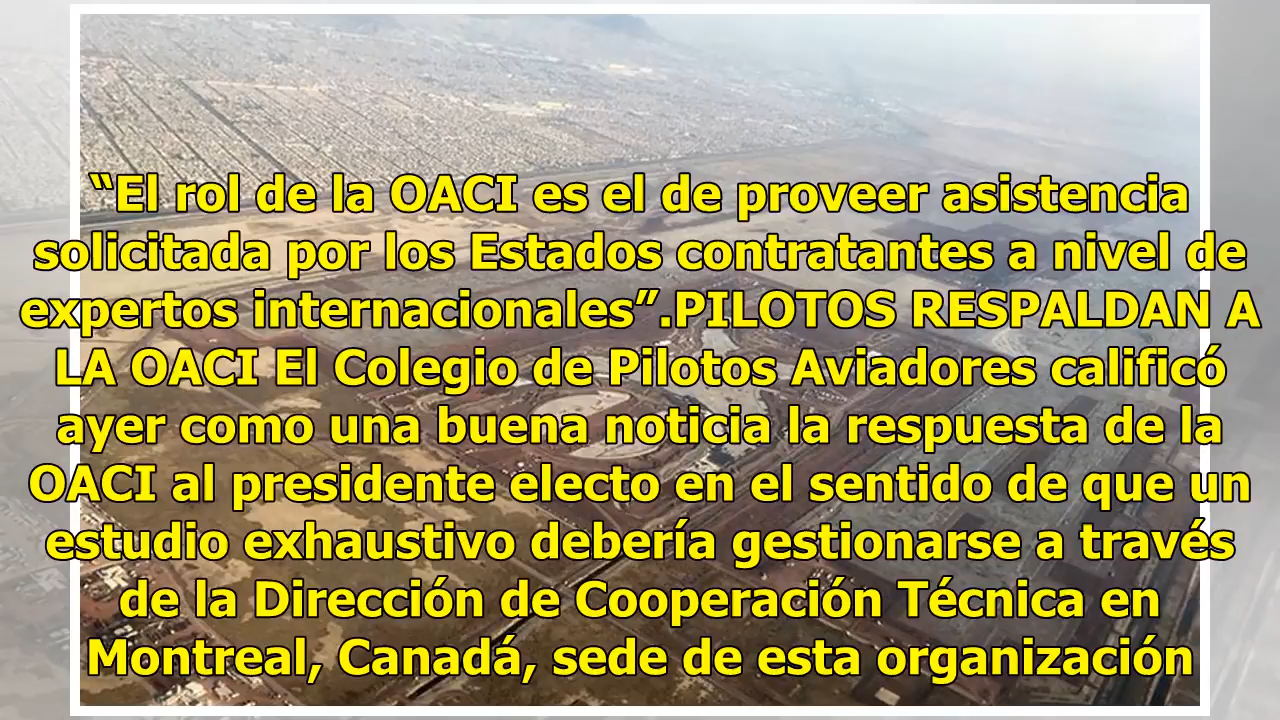 “El rol de la OACI es el de proveer asistencia
solicitada por los Estados contratantes a nivel de
expertos internacionales”.PILOTOS RESPALDAN A
LA OACI El Colegio de Pilotos Aviadores calificó
ayer como una buena noticia la respuesta de la
OACI al presidente electo en el sentido de que un
estudio exhaustivo debería gestionarse a través
de la Dirección de Cooperación Técnica en
Montreal, Canadá, sede de esta organización